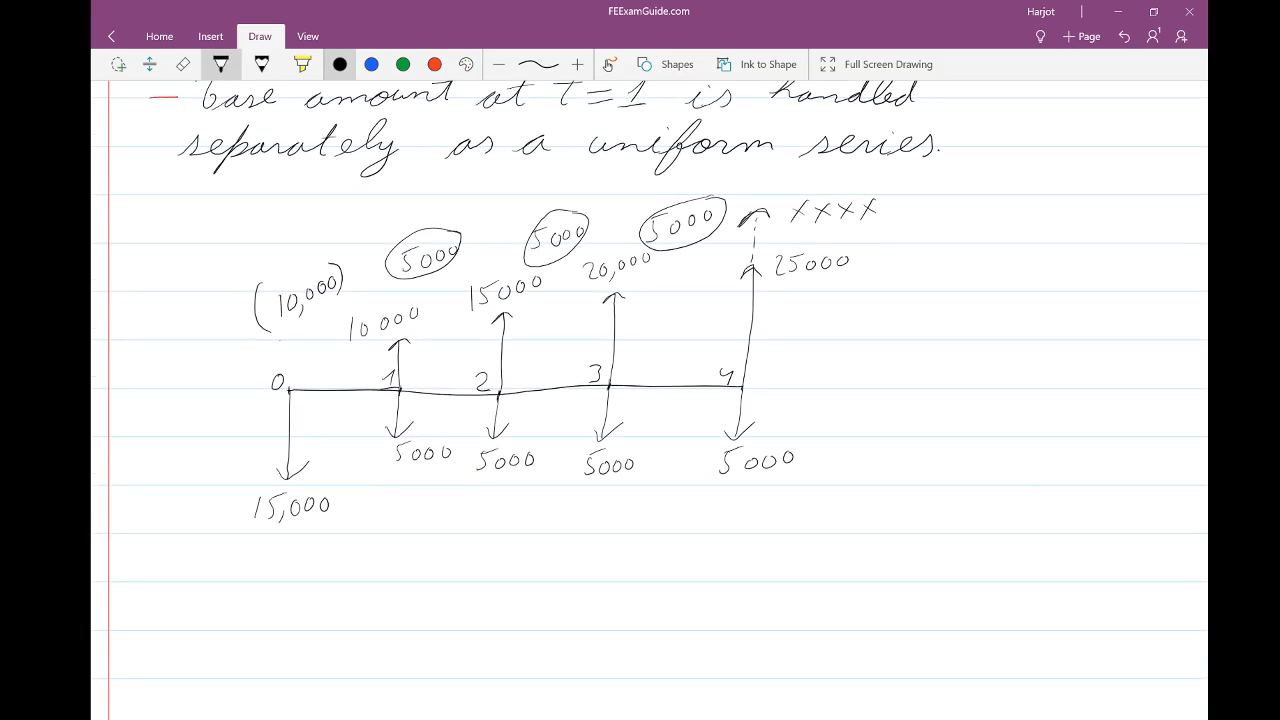 FEExamGuide.com
Harjot
Home Insert Draw View
Page
Shapes Ink to Shape Full Screen Drawing
— base amount at t=1 is handled
separately as a uniform series.
5000 5000 5000 XXXX
(10,000) 10 000 15000 20,000 25000
0 1 2 3 4
5000 5000 5000 5000
15,000